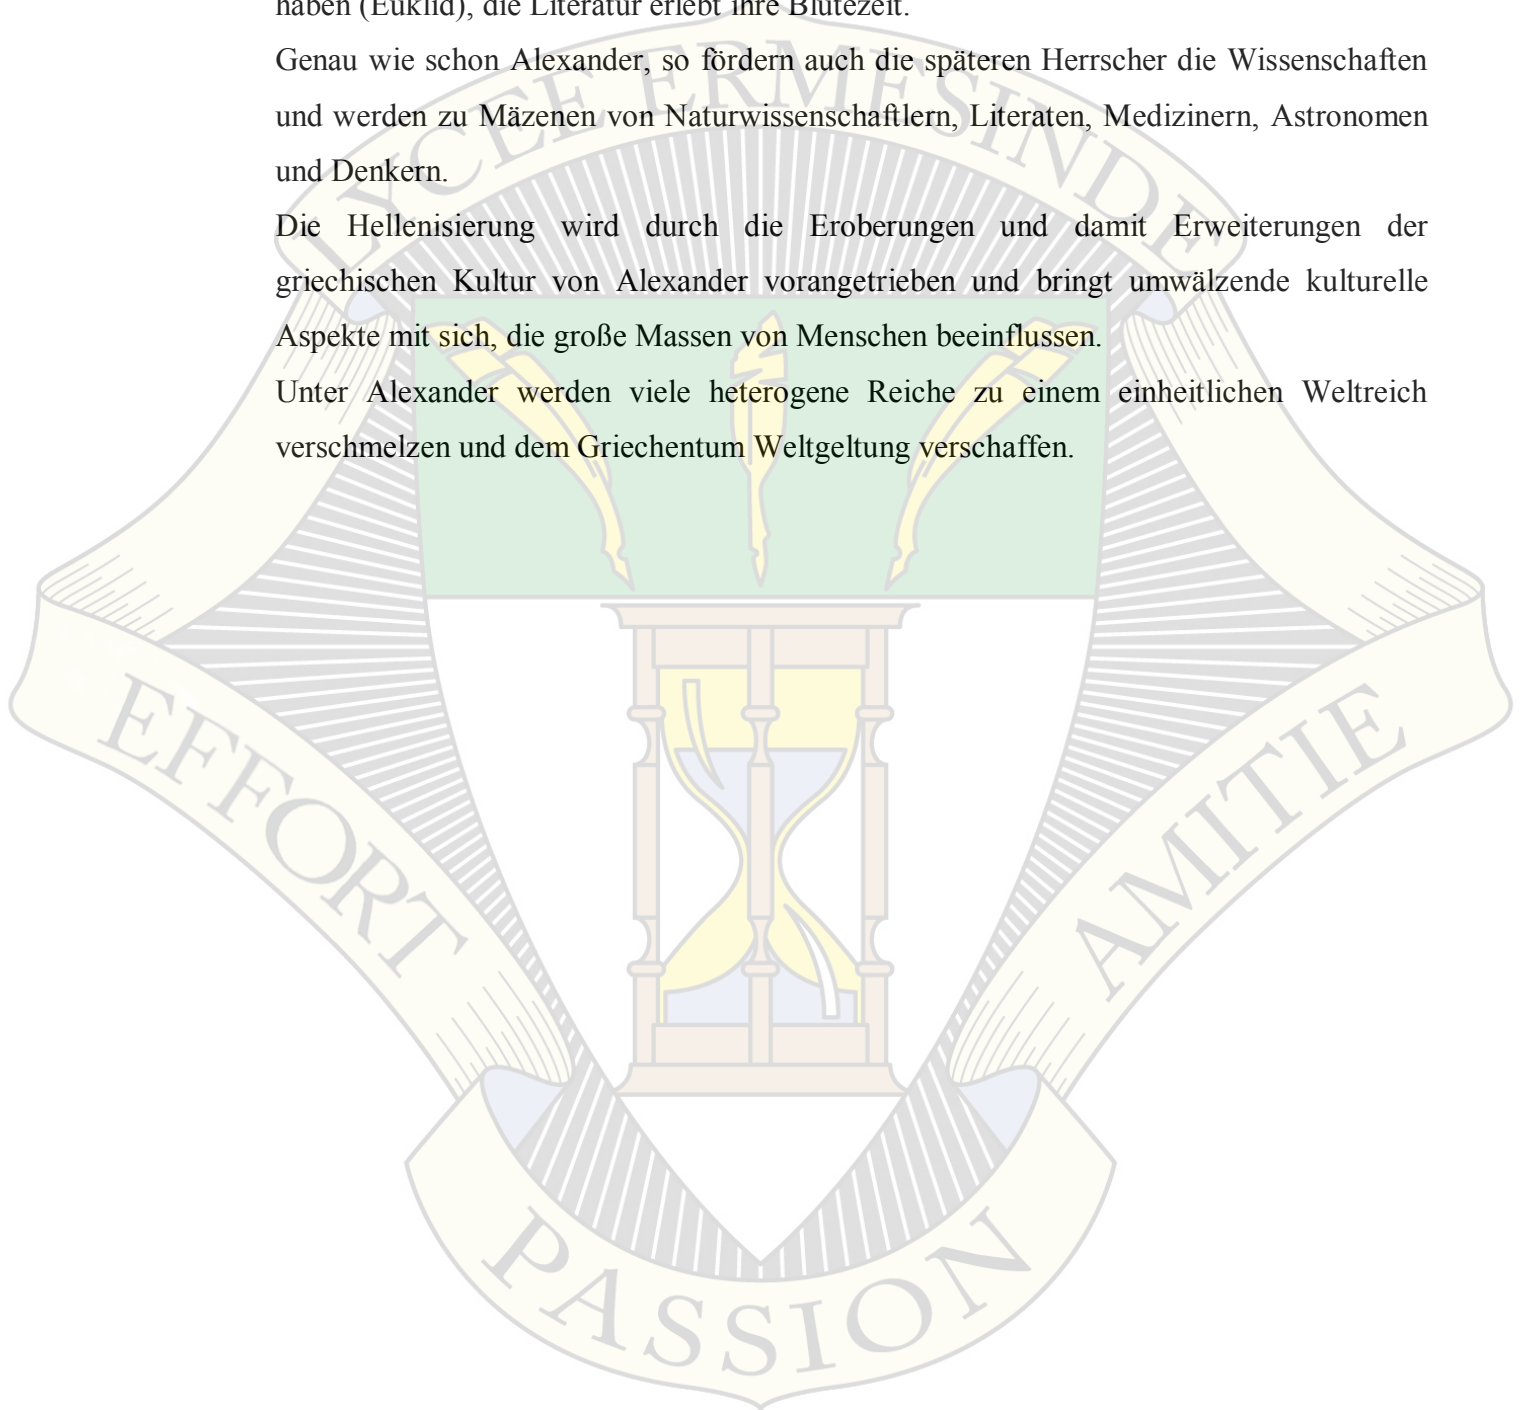 haben (Euklid), die Literatur erlebt ihre Blütezeit.
Genau wie schon Alexander, so fördern auch die späteren Herrscher die Wissenschaften
und werden zu Mäzenen von Naturwissenschaftlern, Literaten, Medizinern, Astronomen
und Denkern.
Die Hellenisierung wird durch die Eroberungen und damit Erweiterungen der
griechischen Kultur von Alexander vorangetrieben und bringt umwälzende kulturelle
Aspekte mit sich, die große Massen von Menschen beeinflussen.
Unter Alexander werden viele heterogene Reiche zu einem einheitlichen Weltreich
verschmelzen und dem Griechentum Weltgeltung verschaffen.
LYCEE ERMESINDE
EFFORT
AMITIE
PASSION